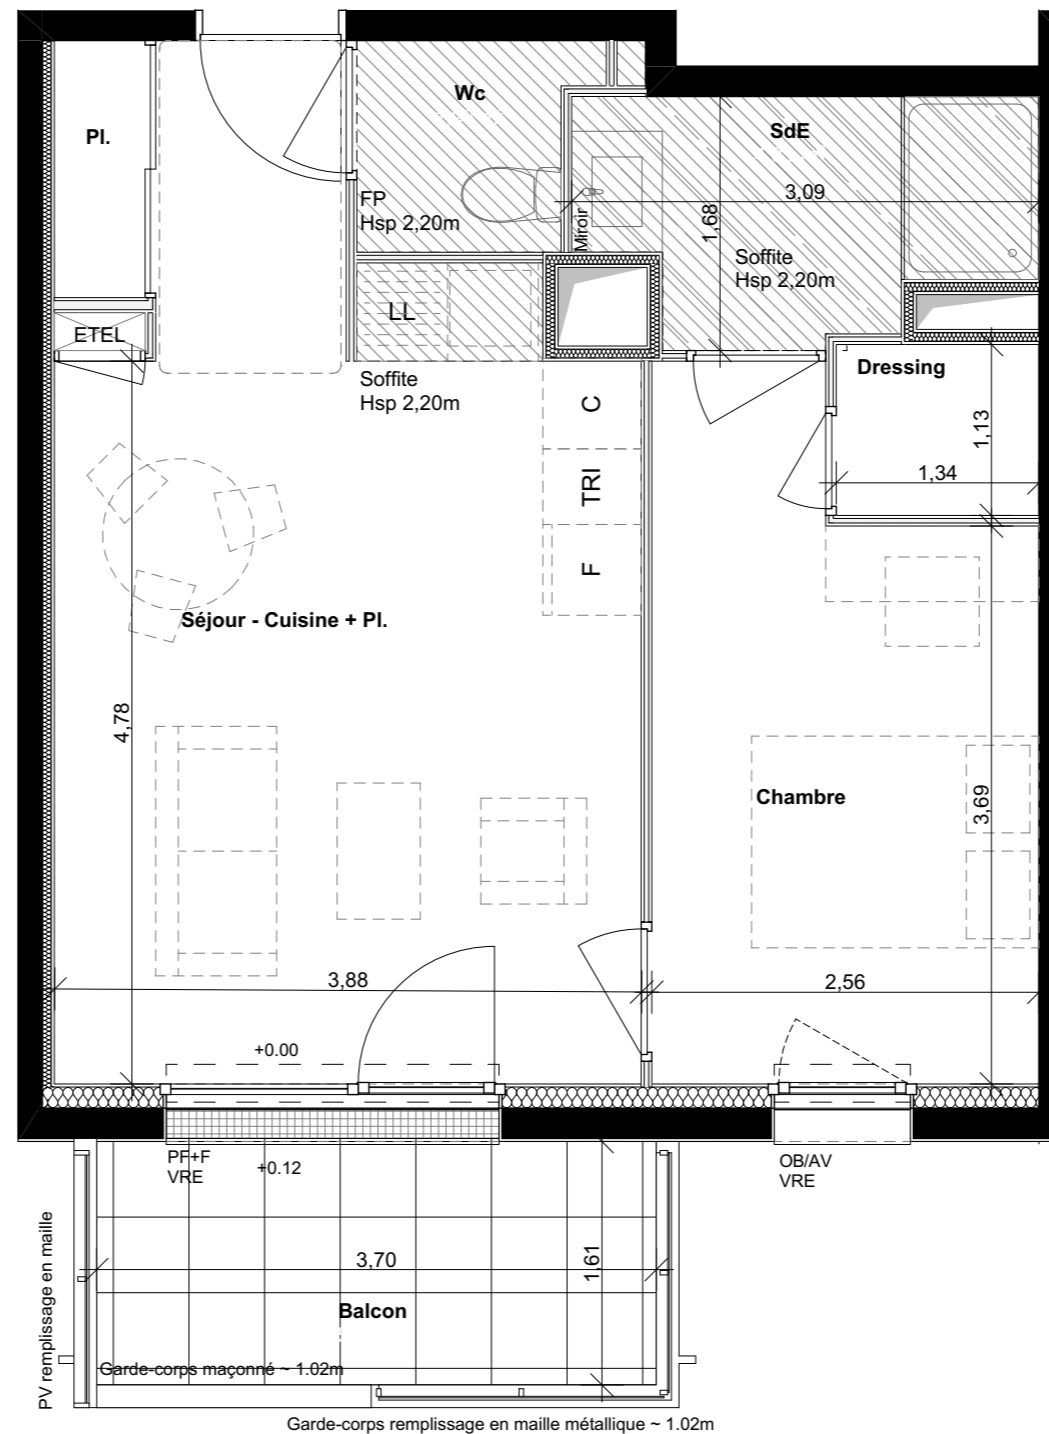 Wc
Pl.
SdE
3,09
FP
Hsp 2,20m
Miroir
1,68
Soffite
Hsp 2,20m
LL
ETEL
Soffite
Hsp 2,20m
C
Dressing
1,13
1,34
TRI
F
Séjour - Cuisine + Pl.
4,78
Chambre
3,69
3,88
2,56
+0.00
PF+F
VRE
+0.12
OB/AV
VRE
PV remplissage en maille
3,70
1,61
Balcon
Garde-corps maçonné ~ 1.02m
Garde-corps remplissage en maille métallique ~ 1.02m